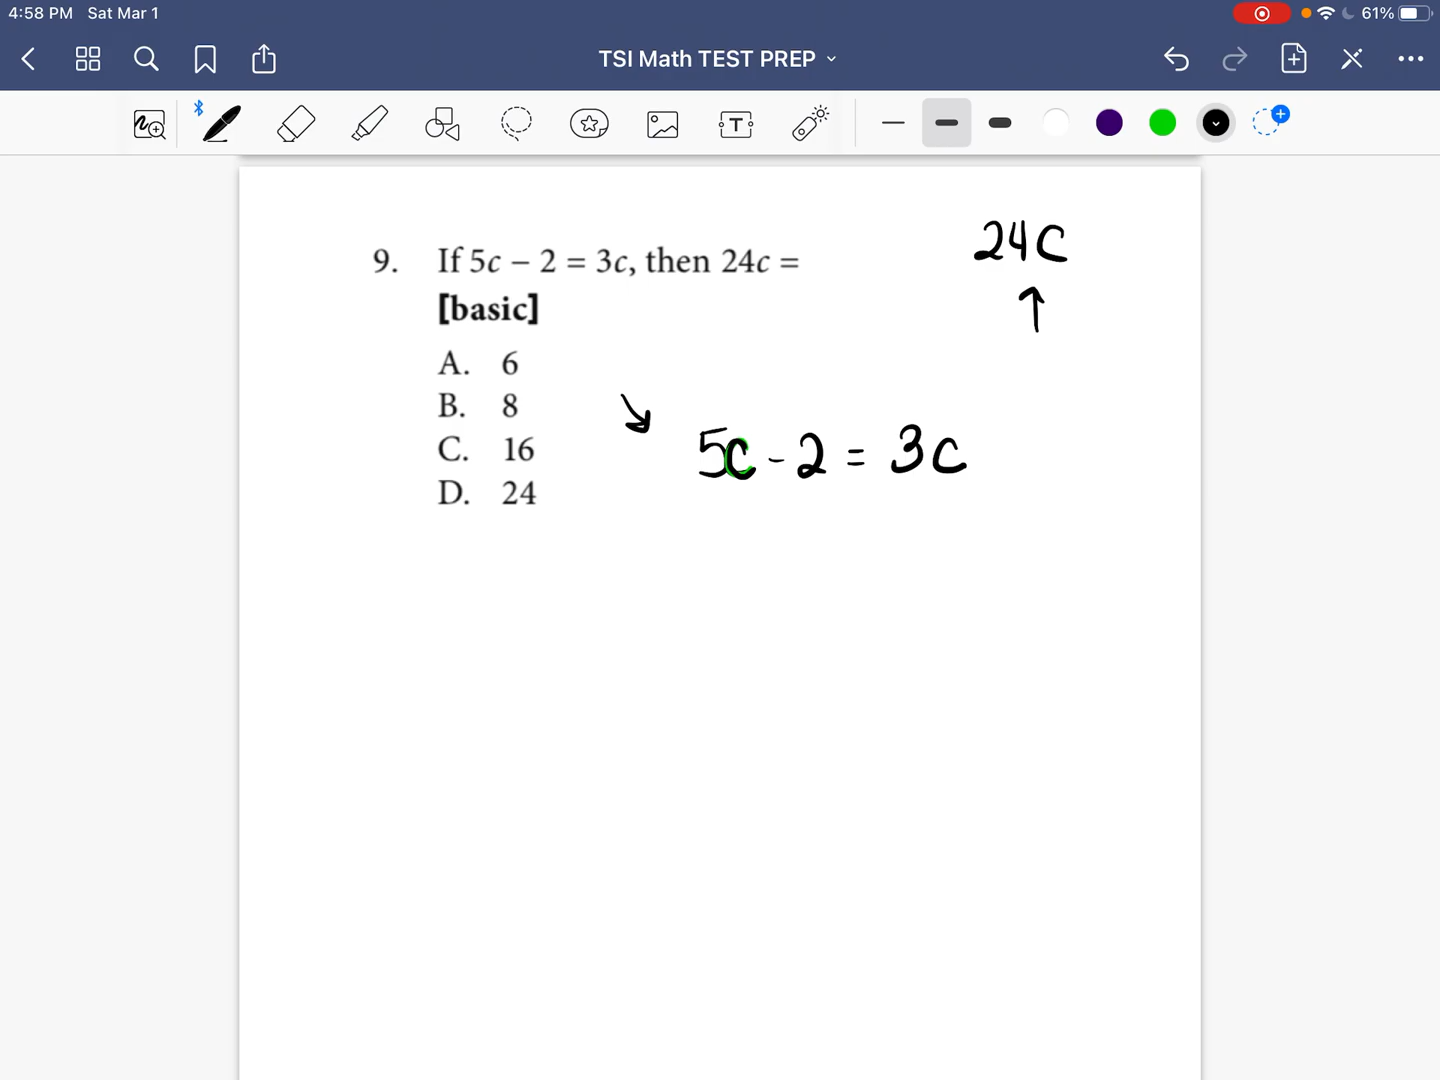 4:58 PM Sat Mar 1 61%
TSI Math TEST PREP
T
9. If 5c − 2 = 3c, then 24c =
[basic]
A. 6
B. 8
C. 16
D. 24
24C
↑
↘
5c - 2 = 3c